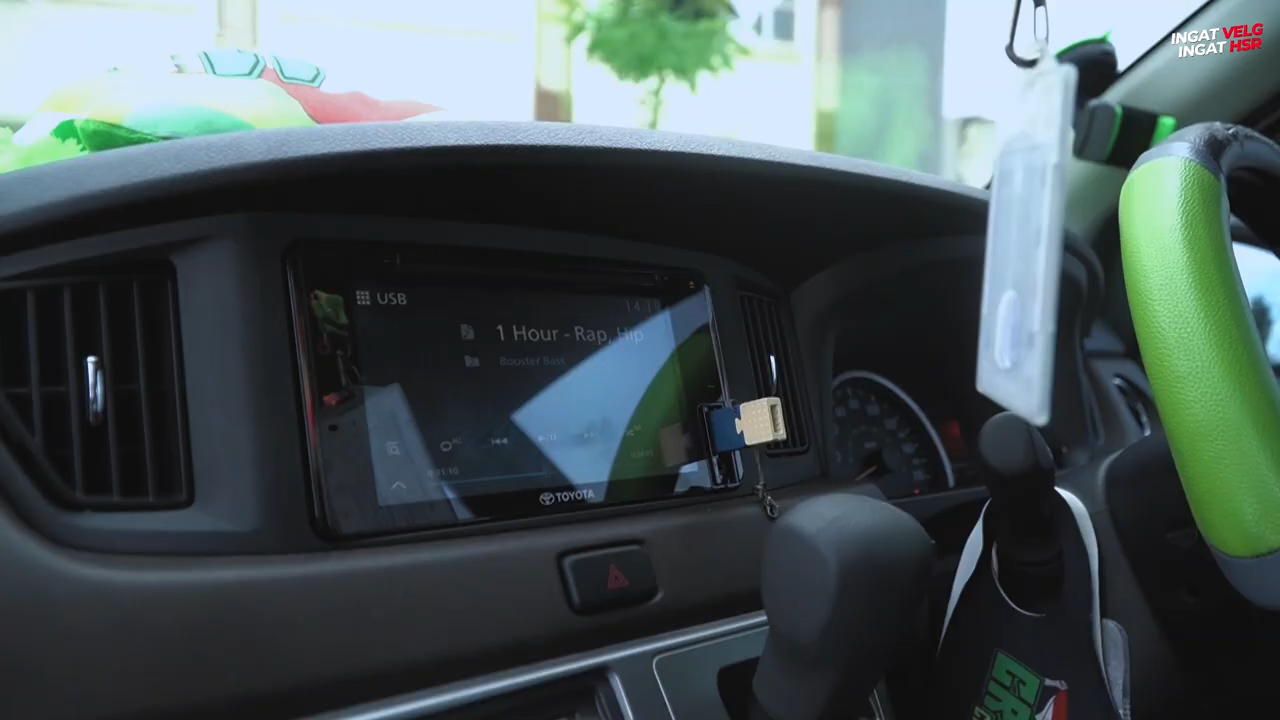 INGAT VELG
INGAT HSR
USB
1 Hour - Rap, Hip
Booster Bass
TOYOTA